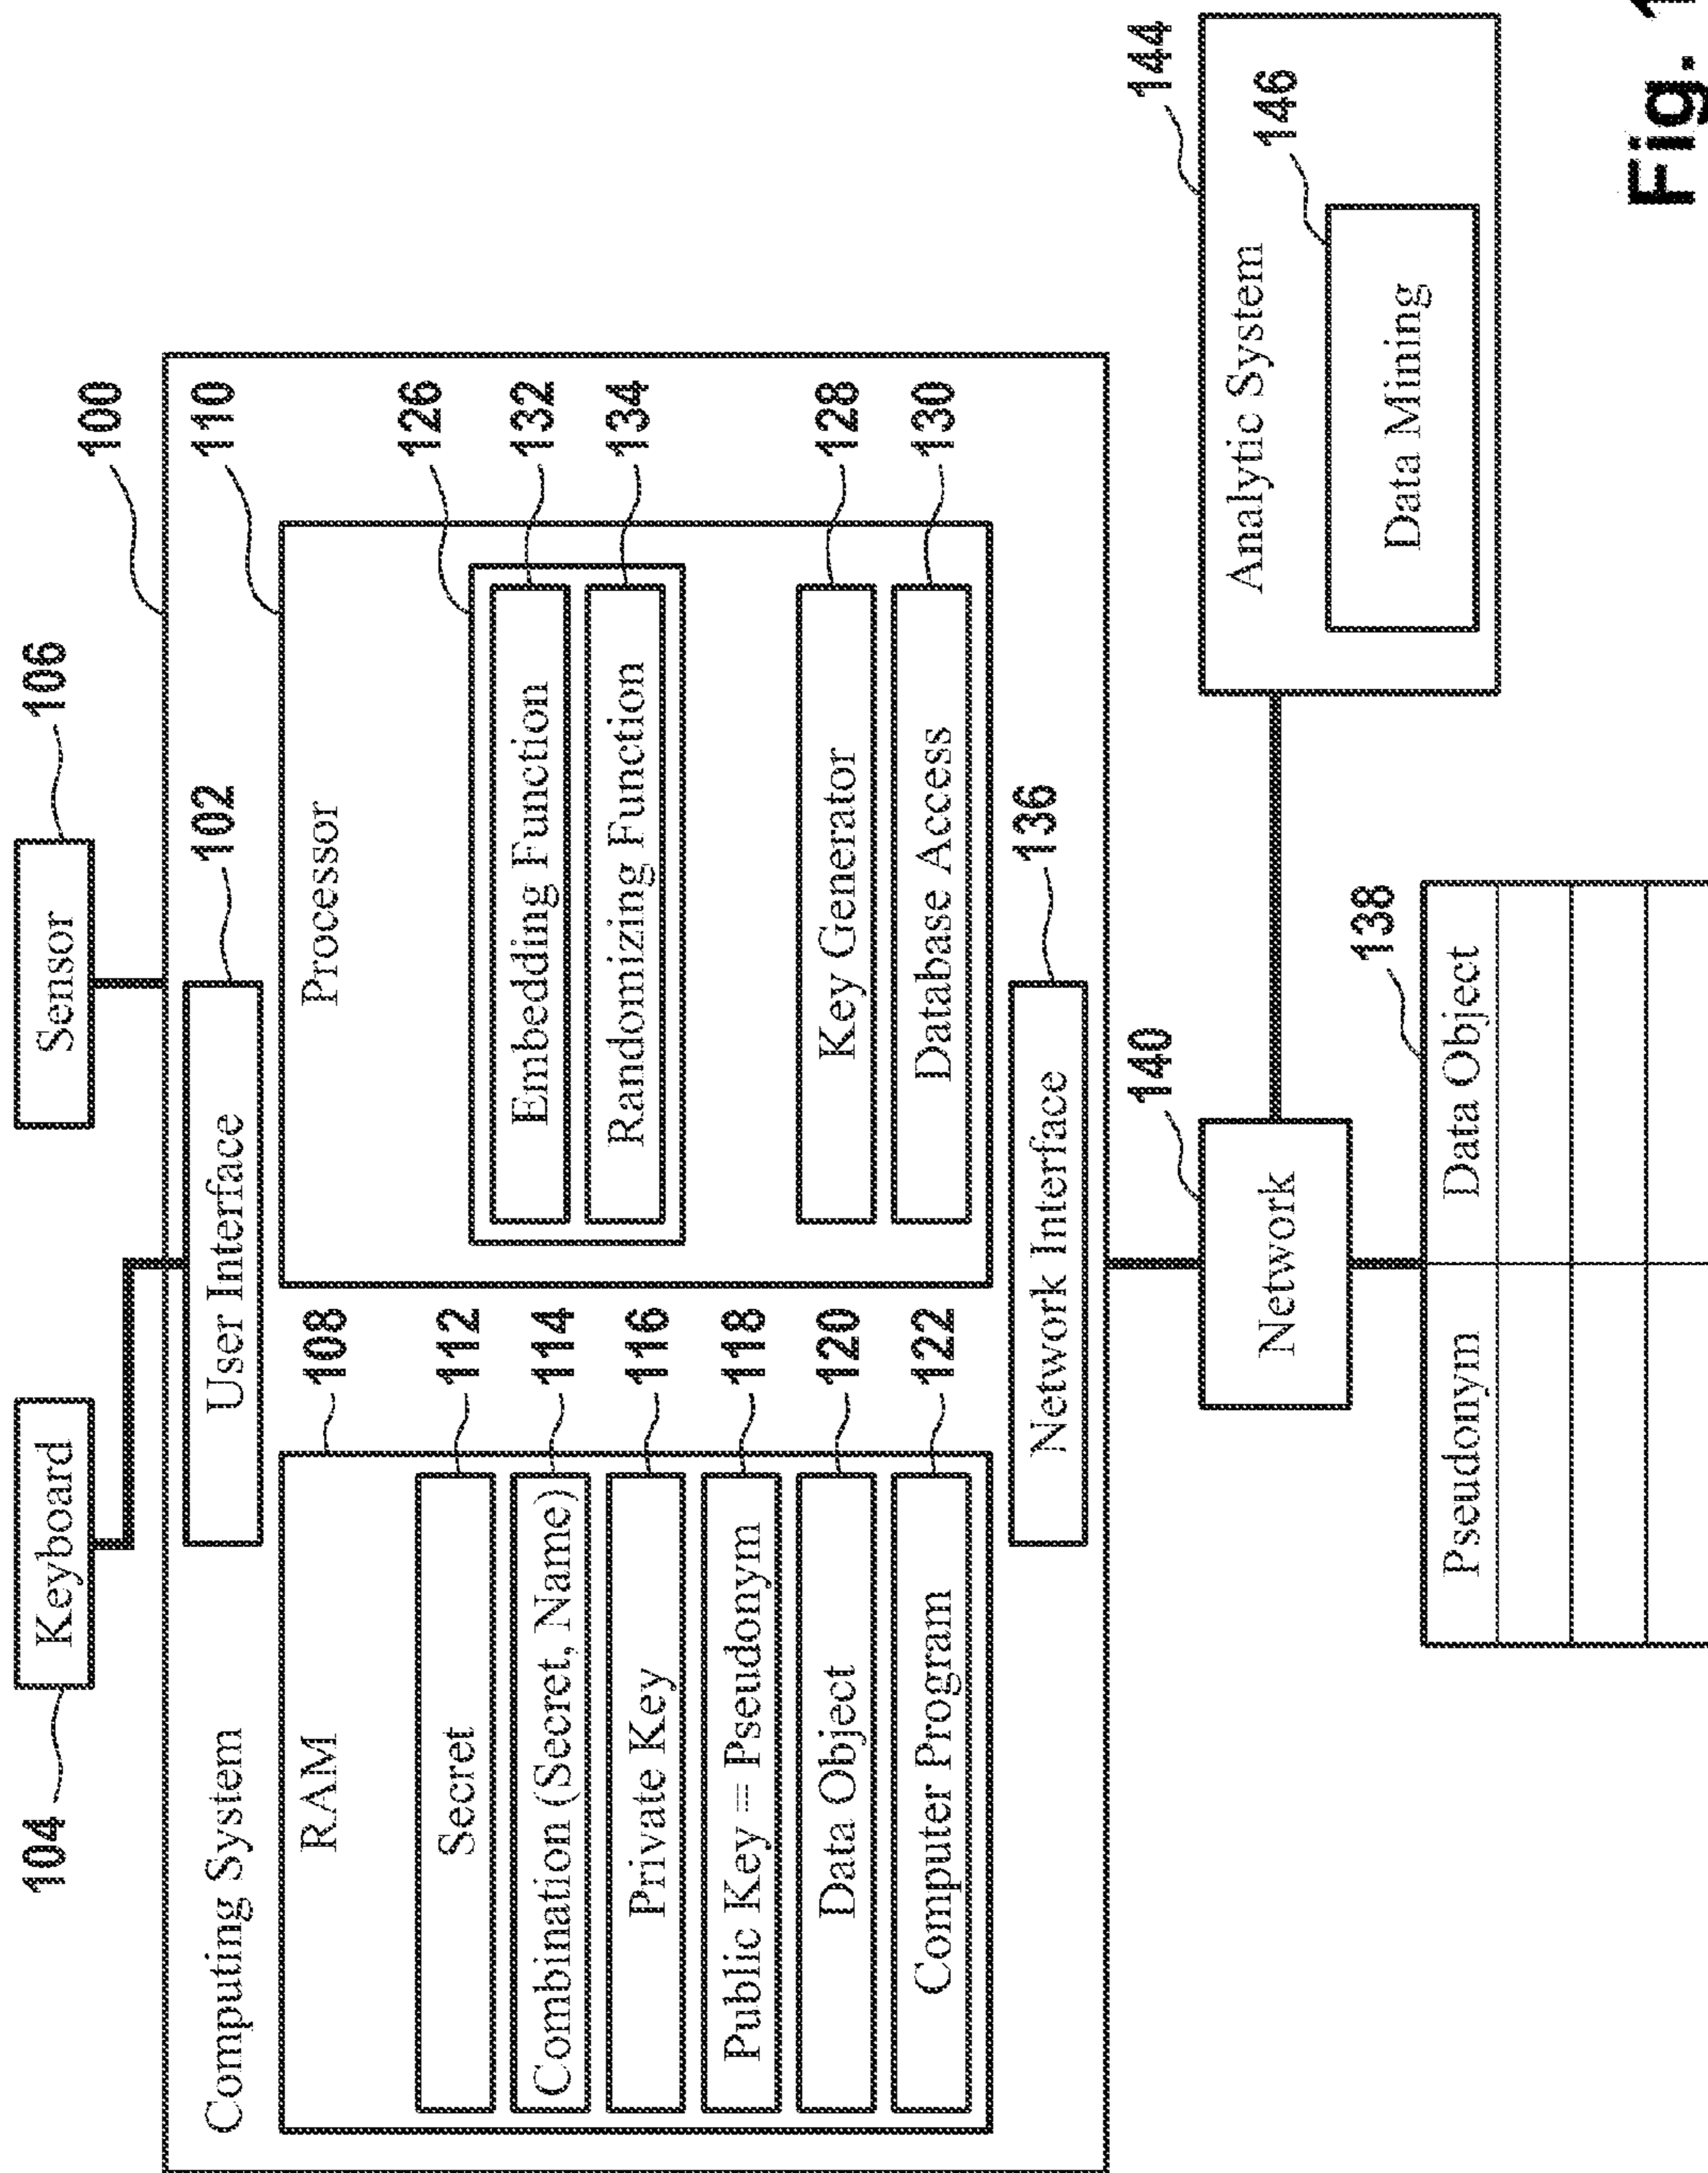 104
Keyboard
Sensor
106
100
Computing System
User Interface
102
RAM
108
Processor
110
Secret
112
126
Combination (Secret, Name)
114
Embedding Function
132
Private Key
116
Randomizing Function
134
Public Key = Pseudonym
118
Data Object
120
Key Generator
128
Computer Program
122
Database Access
130
Network Interface
136
Network
140
Analytic System
144
Data Mining
146
Pseudonym
Data Object
138
Fig. 1